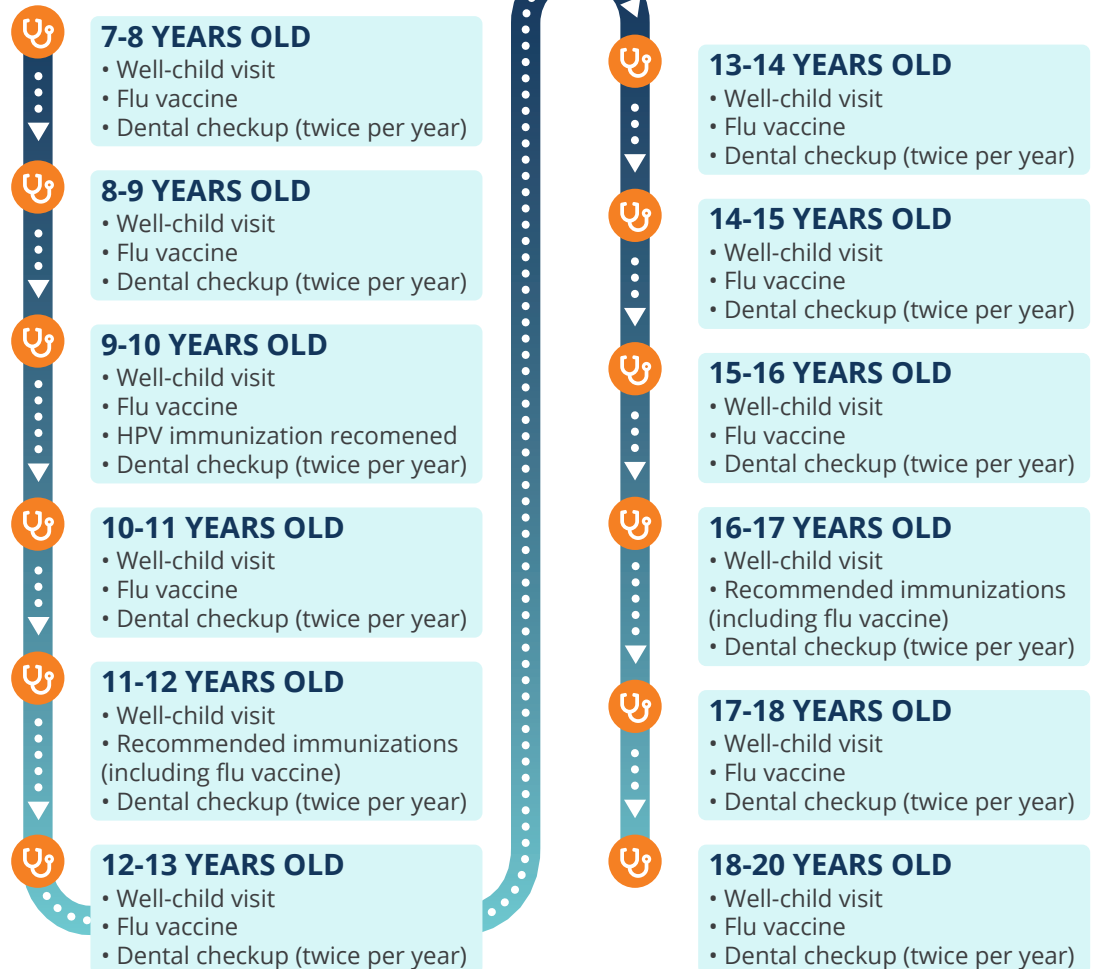 7-8 YEARS OLD
• Well-child visit
• Flu vaccine
• Dental checkup (twice per year)
8-9 YEARS OLD
• Well-child visit
• Flu vaccine
• Dental checkup (twice per year)
9-10 YEARS OLD
• Well-child visit
• Flu vaccine
• HPV immunization recomened
• Dental checkup (twice per year)
10-11 YEARS OLD
• Well-child visit
• Flu vaccine
• Dental checkup (twice per year)
11-12 YEARS OLD
• Well-child visit
• Recommended immunizations
(including flu vaccine)
• Dental checkup (twice per year)
12-13 YEARS OLD
• Well-child visit
• Flu vaccine
• Dental checkup (twice per year)
13-14 YEARS OLD
• Well-child visit
• Flu vaccine
• Dental checkup (twice per year)
14-15 YEARS OLD
• Well-child visit
• Flu vaccine
• Dental checkup (twice per year)
15-16 YEARS OLD
• Well-child visit
• Flu vaccine
• Dental checkup (twice per year)
16-17 YEARS OLD
• Well-child visit
• Recommended immunizations
(including flu vaccine)
• Dental checkup (twice per year)
17-18 YEARS OLD
• Well-child visit
• Flu vaccine
• Dental checkup (twice per year)
18-20 YEARS OLD
• Well-child visit
• Flu vaccine
• Dental checkup (twice per year)